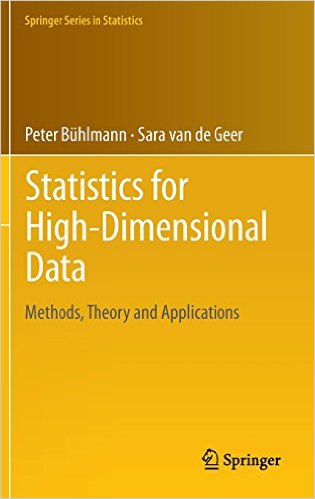 Springer Series in Statistics
Peter Bühlmann · Sara van de Geer
Statistics for
High-Dimensional
Data
Methods, Theory and Applications
Springer